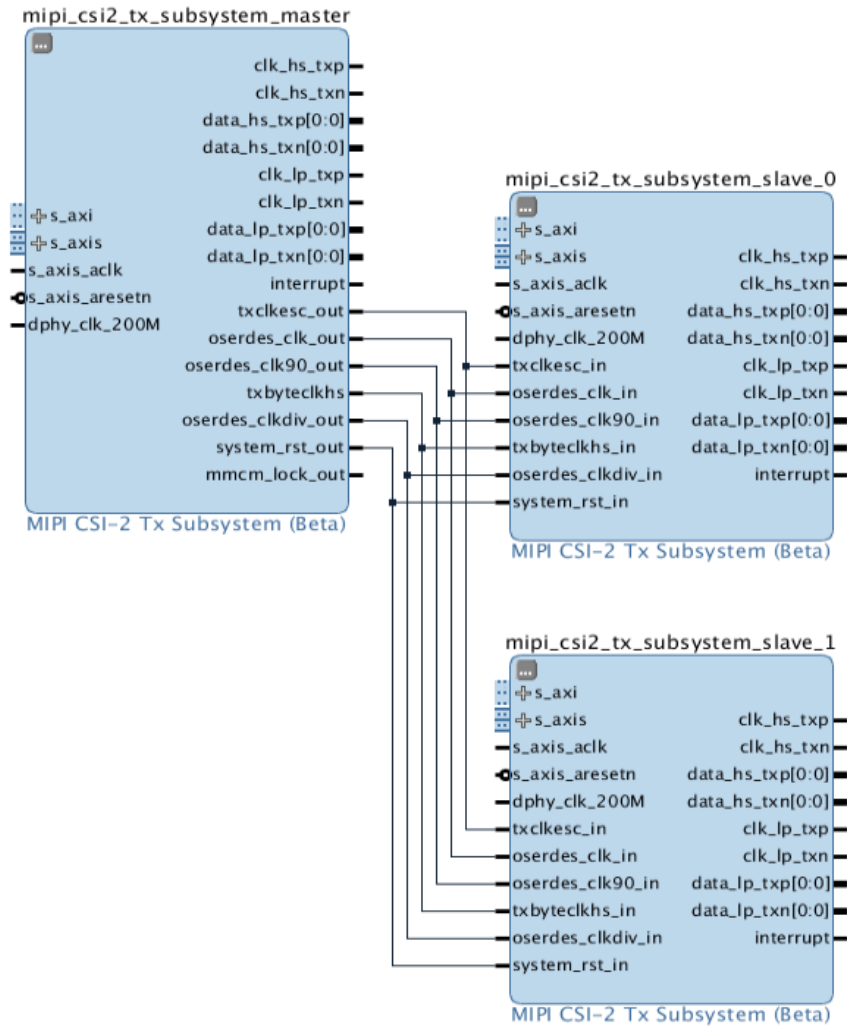 mipi_csi2_tx_subsystem_master
...
clk_hs_txp
clk_hs_txn
data_hs_txp[0:0]
data_hs_txn[0:0]
clk_lp_txp
clk_lp_txn
s_axi
data_lp_txp[0:0]
s_axis
data_lp_txn[0:0]
s_axis_aclk
interrupt
s_axis_aresetn
txclkesc_out
dphy_clk_200M
oserdes_clk_out
oserdes_clk90_out
txbyteclkhs
oserdes_clkdiv_out
system_rst_out
mmcm_lock_out
MIPI CSI-2 Tx Subsystem (Beta)
mipi_csi2_tx_subsystem_slave_0
...
s_axi
s_axis
clk_hs_txp
s_axis_aclk
clk_hs_txn
s_axis_aresetn
data_hs_txp[0:0]
dphy_clk_200M
data_hs_txn[0:0]
txclkesc_in
clk_lp_txp
oserdes_clk_in
clk_lp_txn
oserdes_clk90_in
data_lp_txp[0:0]
txbyteclkhs_in
data_lp_txn[0:0]
oserdes_clkdiv_in
interrupt
system_rst_in
MIPI CSI-2 Tx Subsystem (Beta)
mipi_csi2_tx_subsystem_slave_1
...
s_axi
s_axis
clk_hs_txp
s_axis_aclk
clk_hs_txn
s_axis_aresetn
data_hs_txp[0:0]
dphy_clk_200M
data_hs_txn[0:0]
txclkesc_in
clk_lp_txp
oserdes_clk_in
clk_lp_txn
oserdes_clk90_in
data_lp_txp[0:0]
txbyteclkhs_in
data_lp_txn[0:0]
oserdes_clkdiv_in
interrupt
system_rst_in
MIPI CSI-2 Tx Subsystem (Beta)